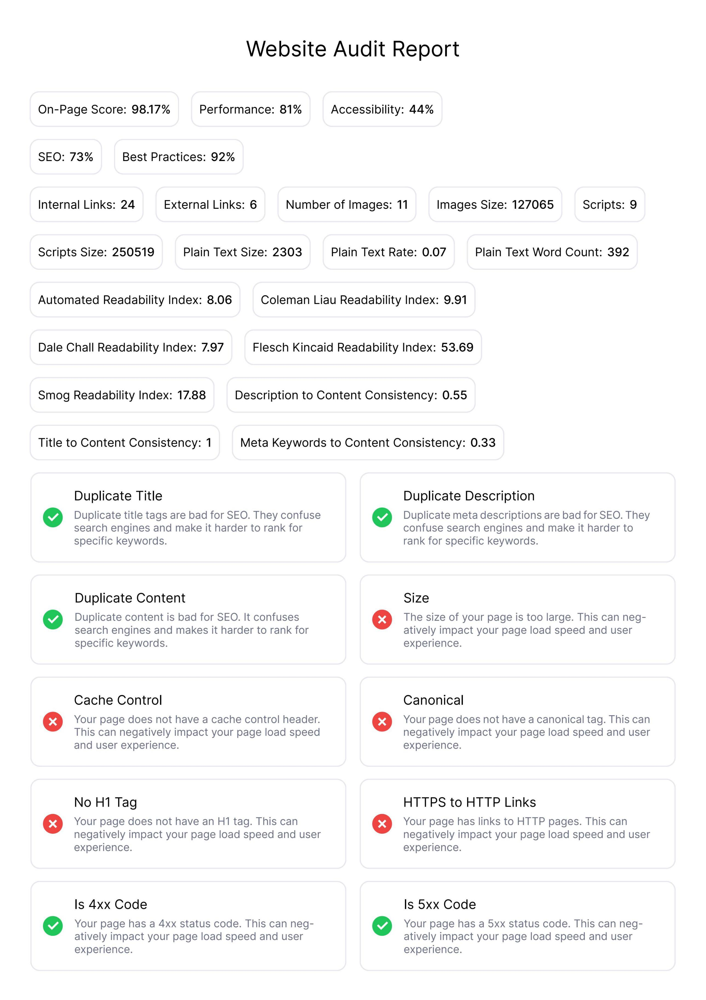 Website Audit Report
On-Page Score: 98.17%
Performance: 81%
Accessibility: 44%
SEO: 73%
Best Practices: 92%
Internal Links: 24
External Links: 6
Number of Images: 11
Images Size: 127065
Scripts: 9
Scripts Size: 250519
Plain Text Size: 2303
Plain Text Rate: 0.07
Plain Text Word Count: 392
Automated Readability Index: 8.06
Coleman Liau Readability Index: 9.91
Dale Chall Readability Index: 7.97
Flesch Kincaid Readability Index: 53.69
Smog Readability Index: 17.88
Description to Content Consistency: 0.55
Title to Content Consistency: 1
Meta Keywords to Content Consistency: 0.33
Duplicate Title
Duplicate title tags are bad for SEO. They confuse
search engines and make it harder to rank for
specific keywords.
Duplicate Description
Duplicate meta descriptions are bad for SEO. They
confuse search engines and make it harder to
rank for specific keywords.
Duplicate Content
Duplicate content is bad for SEO. It confuses
search engines and makes it harder to rank for
specific keywords.
Size
The size of your page is too large. This can neg-
atively impact your page load speed and user
experience.
Cache Control
Your page does not have a cache control header.
This can negatively impact your page load speed
and user experience.
Canonical
Your page does not have a canonical tag. This can
negatively impact your page load speed and user
experience.
No H1 Tag
Your page does not have an H1 tag. This can
negatively impact your page load speed and user
experience.
HTTPS to HTTP Links
Your page has links to HTTP pages. This can
negatively impact your page load speed and user
experience.
Is 4xx Code
Your page has a 4xx status code. This can neg-
atively impact your page load speed and user
experience.
Is 5xx Code
Your page has a 5xx status code. This can neg-
atively impact your page load speed and user
experience.